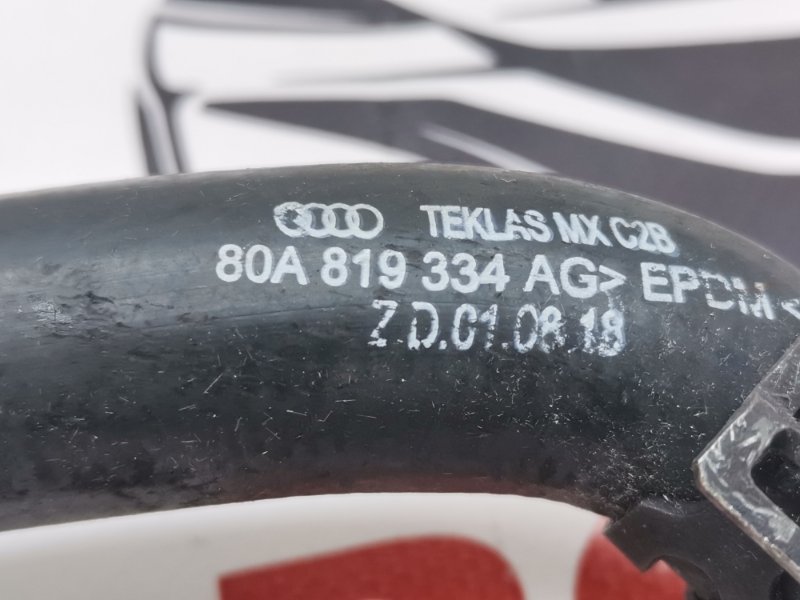 TEKLAS MX C2B
80A 819 334 AG> EPDM <
Z D.01.08.18